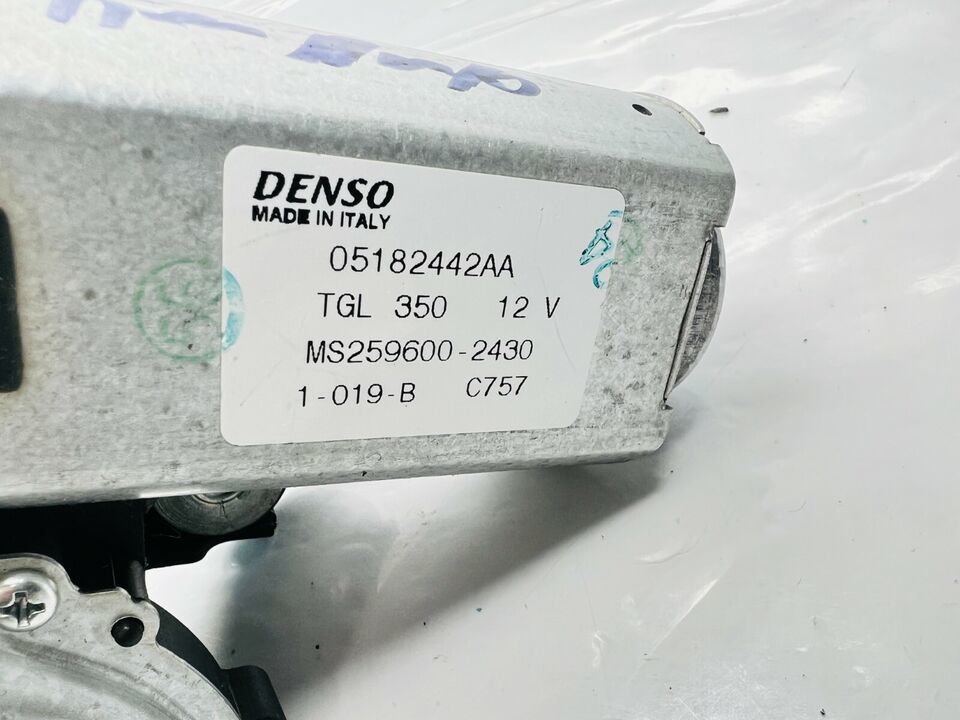 DENSO
MADE IN ITALY
05182442AA
TGL 350 12 V
MS259600-2430
1-019-B C757